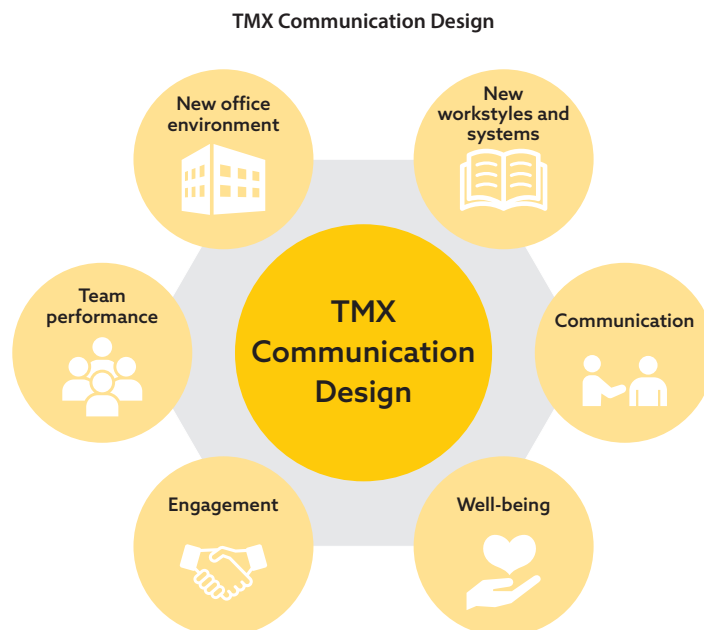 TMX Communication Design
New office
environment
New
workstyles and
systems
Team
performance
TMX
Communication
Design
Communication
Engagement
Well-being